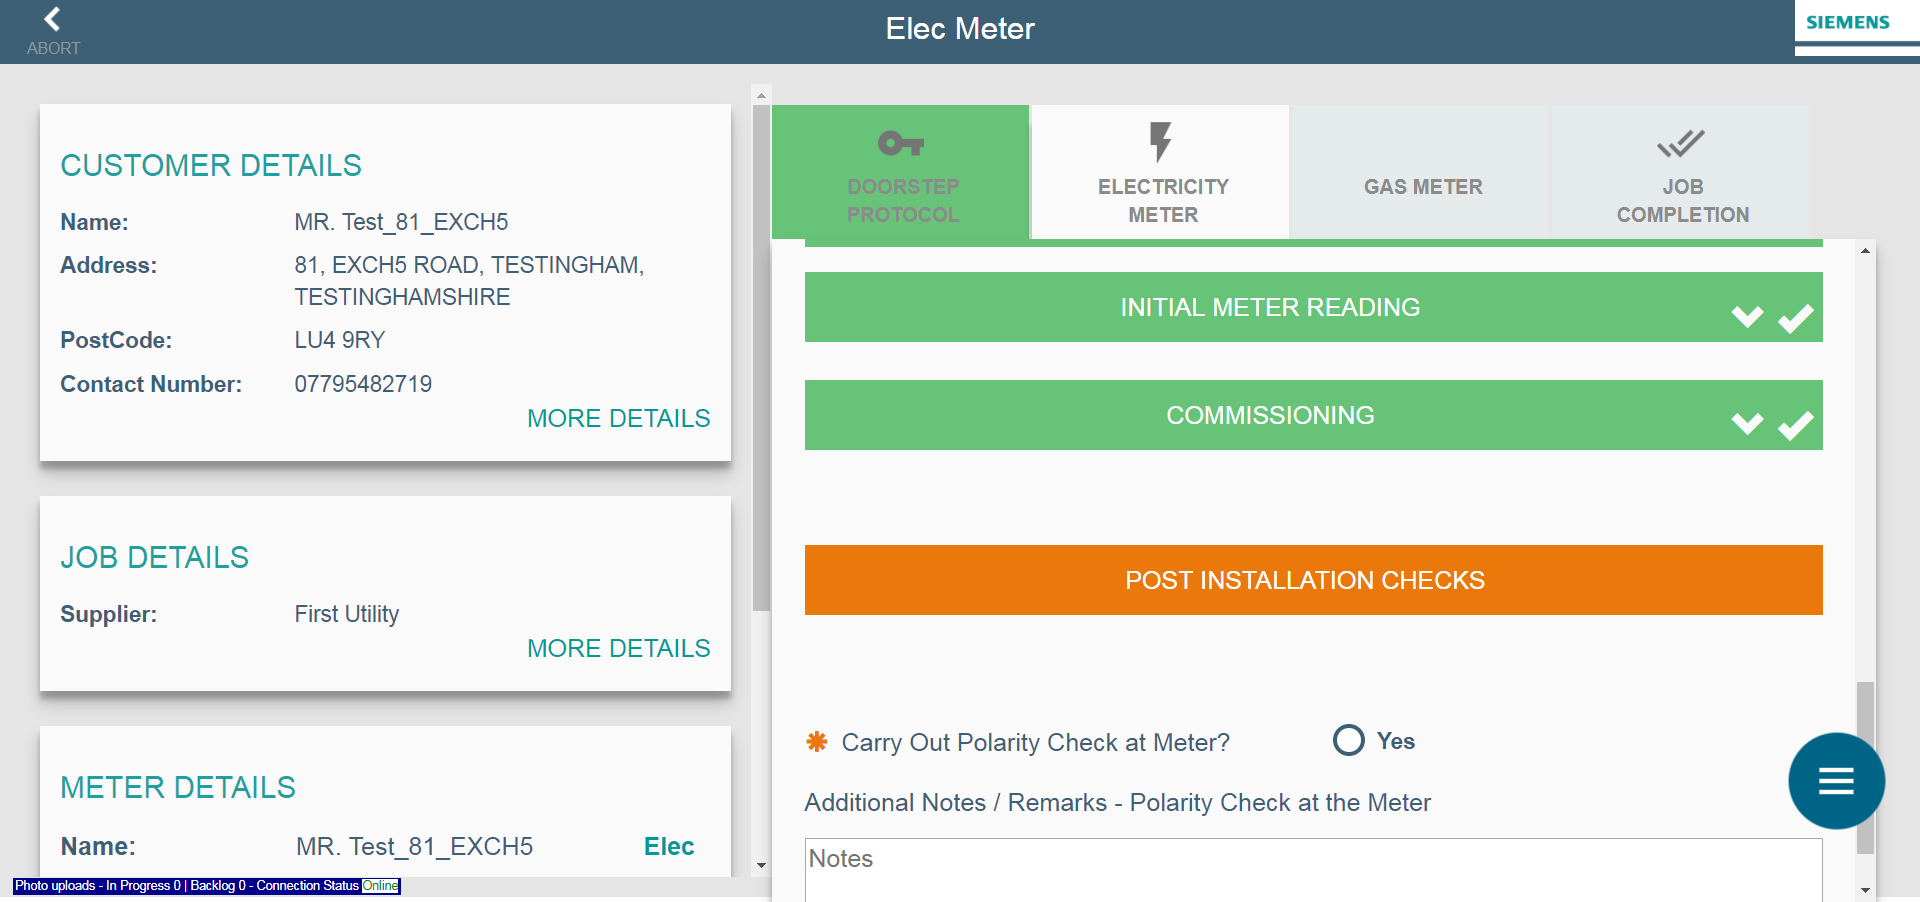 ABORT
Elec Meter
SIEMENS
CUSTOMER DETAILS
Name: MR. Test_81_EXCH5
Address: 81, EXCH5 ROAD, TESTINGHAM,
TESTINGHAMSHIRE
PostCode: LU4 9RY
Contact Number: 07795482719
MORE DETAILS
JOB DETAILS
Supplier: First Utility
MORE DETAILS
METER DETAILS
Name: MR. Test_81_EXCH5 Elec
Photo uploads - In Progress 0 | Backlog 0 - Connection Status Online
DOORSTEP
PROTOCOL
ELECTRICITY
METER
GAS METER
JOB
COMPLETION
INITIAL METER READING
COMMISSIONING
POST INSTALLATION CHECKS
✱ Carry Out Polarity Check at Meter? Yes
Additional Notes / Remarks - Polarity Check at the Meter
Notes